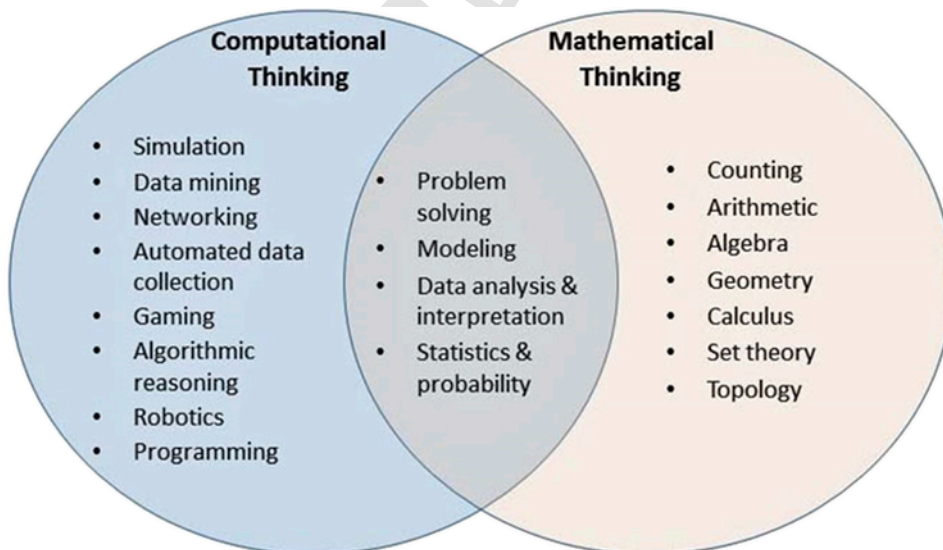 Computational
Thinking
• Simulation
• Data mining
• Networking
• Automated data
collection
• Gaming
• Algorithmic
reasoning
• Robotics
• Programming
• Problem
solving
• Modeling
• Data analysis &
interpretation
• Statistics &
probability
Mathematical
Thinking
• Counting
• Arithmetic
• Algebra
• Geometry
• Calculus
• Set theory
• Topology